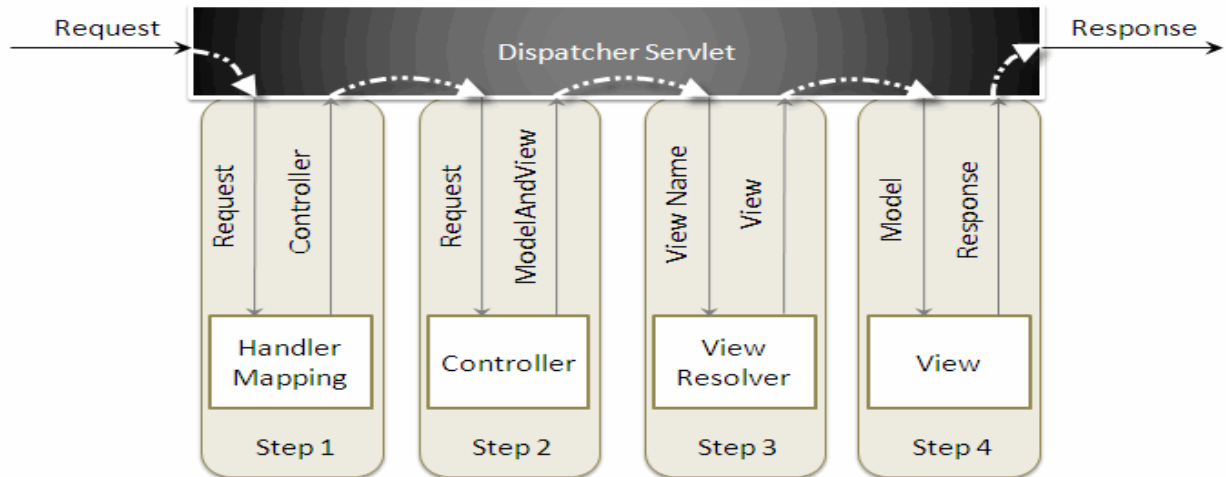 Request
Dispatcher Servlet
Response
Request
Controller
Handler
Mapping
Step 1
Request
ModelAndView
Controller
Step 2
View Name
View
View
Resolver
Step 3
Model
Response
View
Step 4